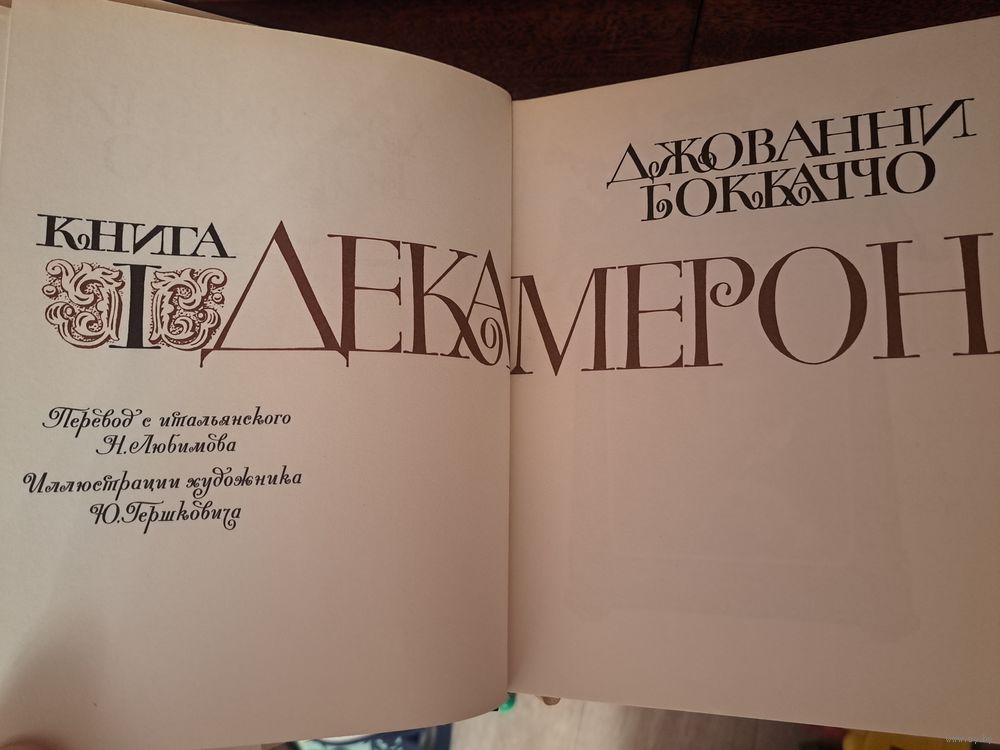 КНИГА
I
ДЕКАМЕРОН
Перевод с итальянского
Н. Любимова
Иллюстрации художника
Ю. Гершковича
ДЖОВАННИ
БОККАЧЧО